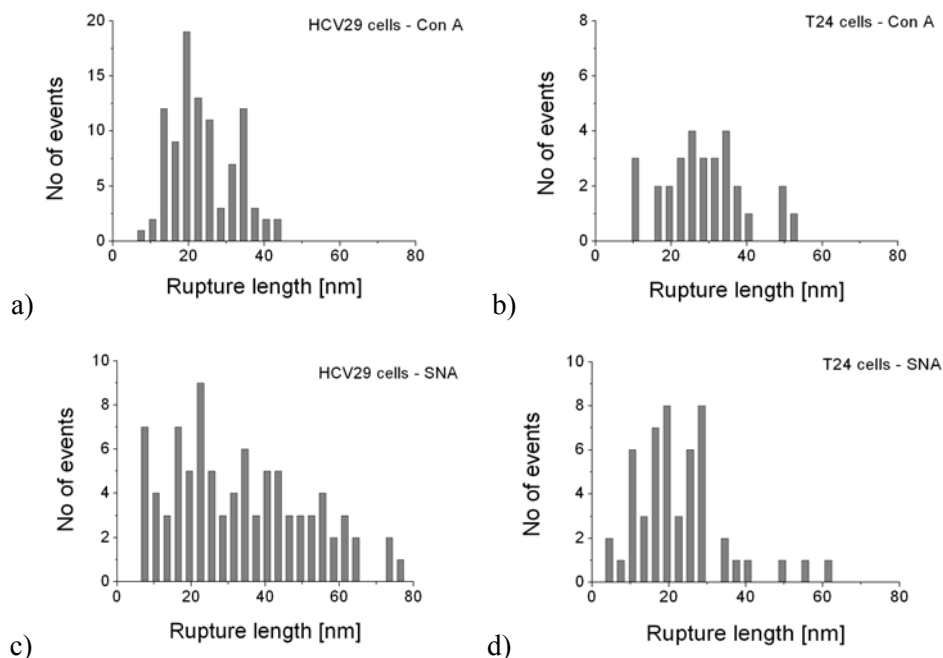 HCV29 cells - Con A
No of events
20
15
10
5
0
0 20 40 60 80
Rupture length [nm]
a)
T24 cells - Con A
No of events
8
6
4
2
0
0 20 40 60 80
Rupture length [nm]
b)
HCV29 cells - SNA
No of events
10
8
6
4
2
0
0 20 40 60 80
Rupture length [nm]
c)
T24 cells - SNA
No of events
10
8
6
4
2
0
0 20 40 60 80
Rupture length [nm]
d)